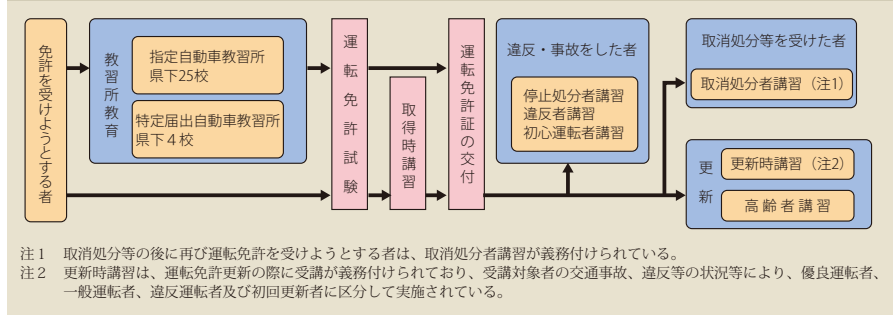 免許を受けようとする者
教習所教育
指定自動車教習所
県下25校
特定届出自動車教習所
県下４校
運転免許試験
取得時講習
運転免許証の交付
違反・事故をした者
停止処分者講習
違反者講習
初心運転者講習
取消処分等を受けた者
取消処分者講習（注1）
更新
更新時講習（注2）
高齢者講習
注１　取消処分等の後に再び運転免許を受けようとする者は、取消処分者講習が義務付けられている。
注２　更新時講習は、運転免許更新の際に受講が義務付けられており、受講対象者の交通事故、違反等の状況等により、優良運転者、
一般運転者、違反運転者及び初回更新者に区分して実施されている。